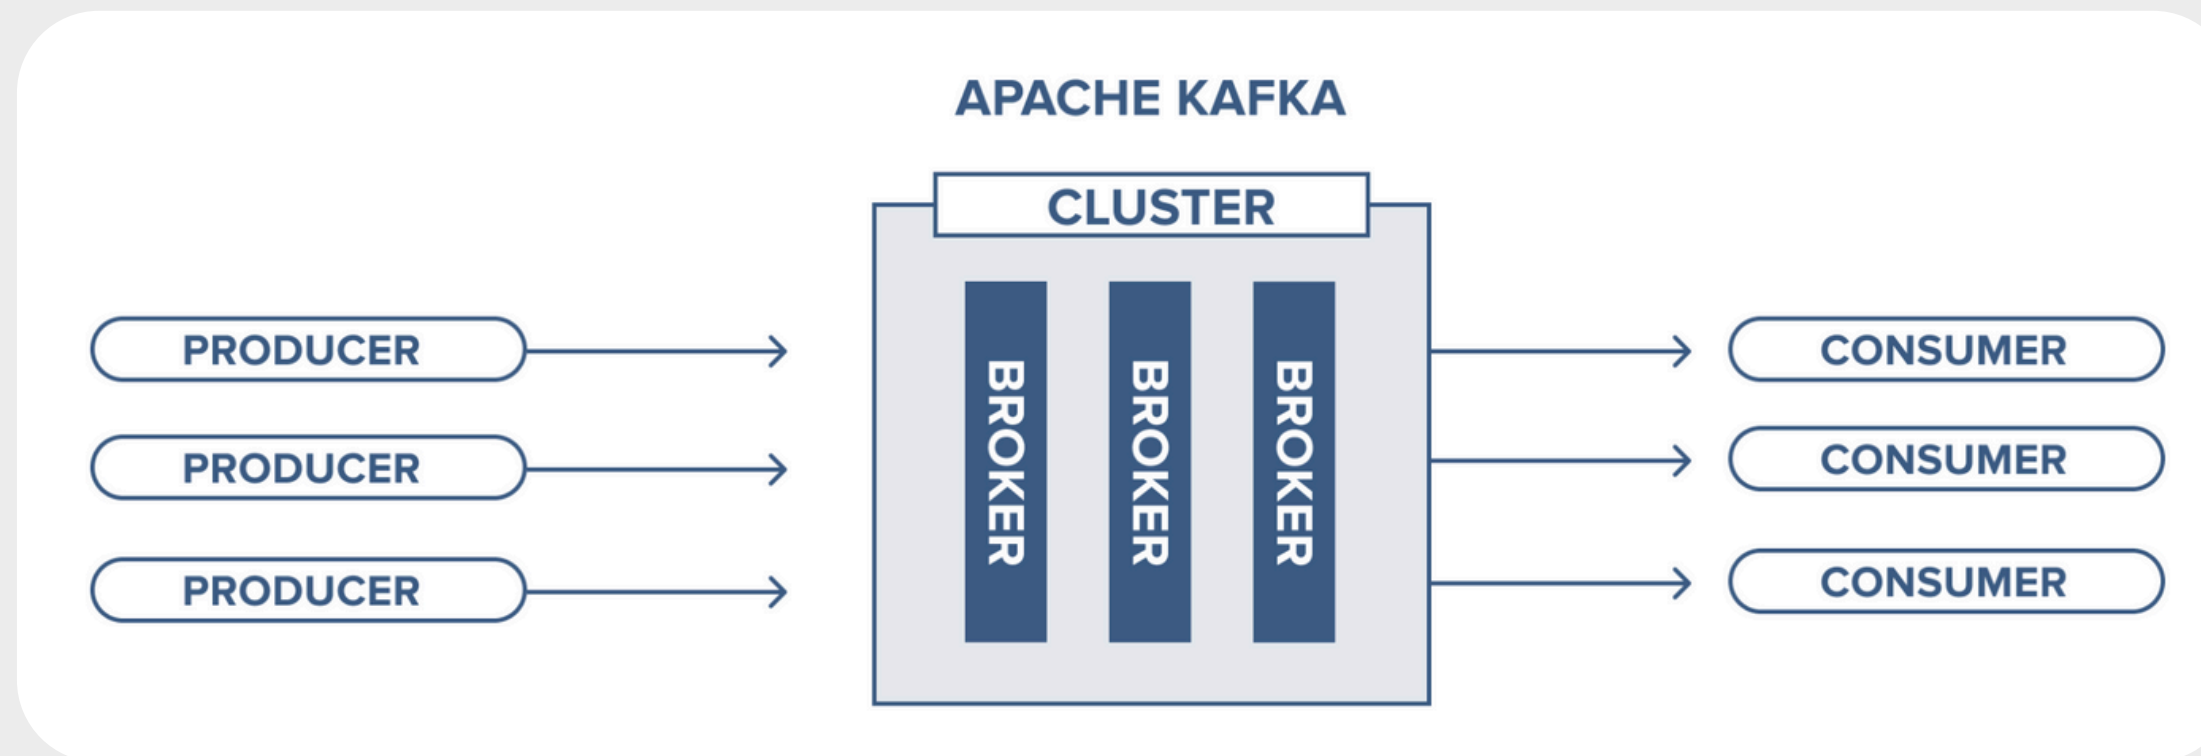 APACHE KAFKA
CLUSTER
PRODUCER
PRODUCER
PRODUCER
BROKER
BROKER
BROKER
CONSUMER
CONSUMER
CONSUMER